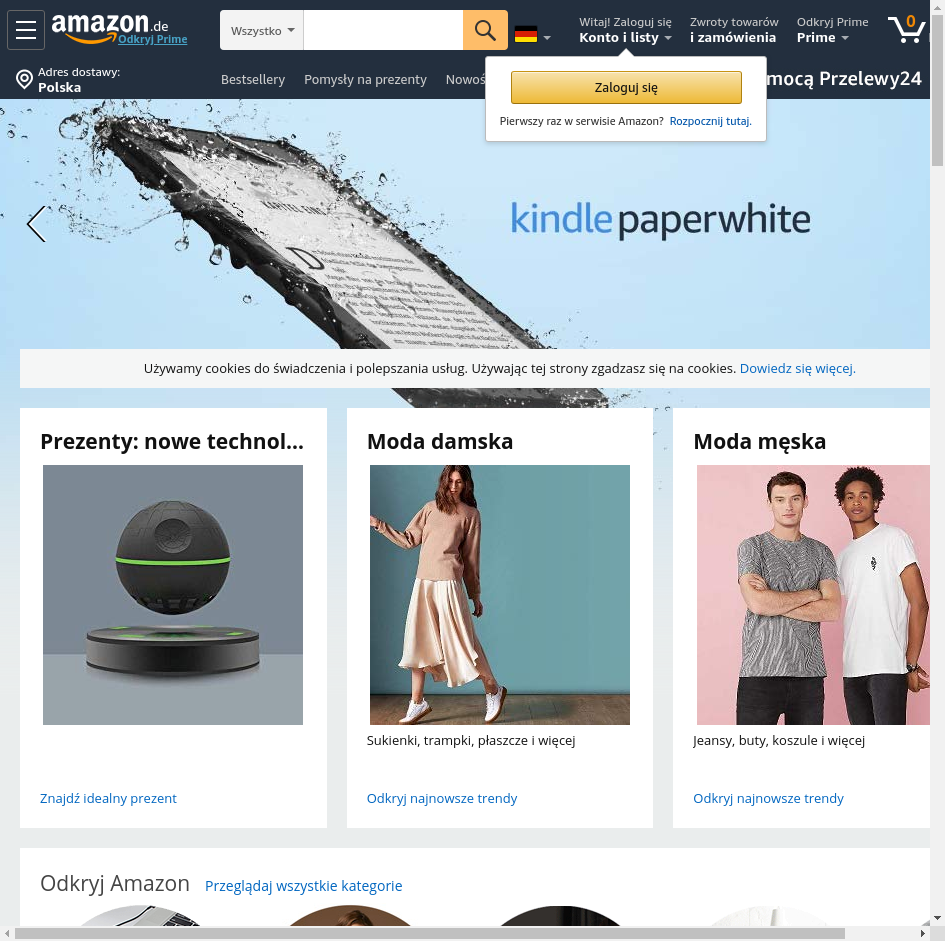 amazon.de
Odkryj Prime
Wszystko
Witaj! Zaloguj się
Konto i listy
Zwroty towarów
i zamówienia
Odkryj Prime
Prime
0
Adres dostawy:
Polska
Bestsellery
Pomysły na prezenty
Nowoś
mocą Przelewy24
Zaloguj się
Pierwszy raz w serwisie Amazon? Rozpocznij tutaj.
kindle paperwhite
Używamy cookies do świadczenia i polepszania usług. Używając tej strony zgadzasz się na cookies. Dowiedz się więcej.
Prezenty: nowe technol...
Znajdź idealny prezent
Moda damska
Sukienki, trampki, płaszcze i więcej
Odkryj najnowsze trendy
Moda męska
Jeansy, buty, koszule i więcej
Odkryj najnowsze trendy
Odkryj Amazon
Przeglądaj wszystkie kategorie